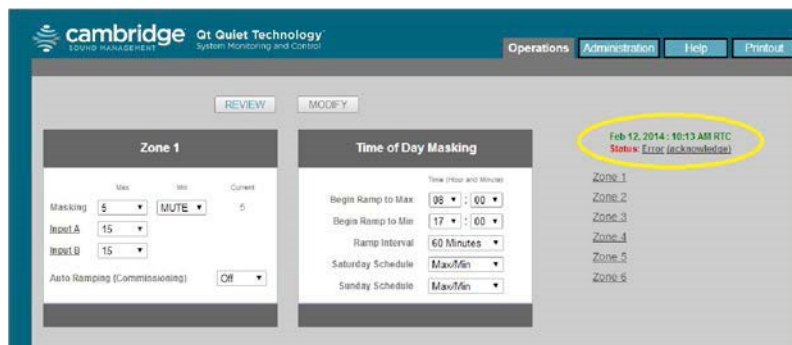 cambridge Qt Quiet Technology
SOUND MANAGEMENT System Monitoring and Control
Operations Administration Help Printout
REVIEW MODIFY
Feb 12, 2014 : 10:13 AM RTC
Status: Error (acknowledge)
Zone 1
Max Min Current
Masking 5 MUTE 5
Input A 15
Input B 15
Auto Ramping (Commissioning) Off
Time of Day Masking
Time (Hour and Minute)
Begin Ramp to Max 08 : 00
Begin Ramp to Min 17 : 00
Ramp Interval 60 Minutes
Saturday Schedule Max/Min
Sunday Schedule Max/Min
Zone 1
Zone 2
Zone 3
Zone 4
Zone 5
Zone 6